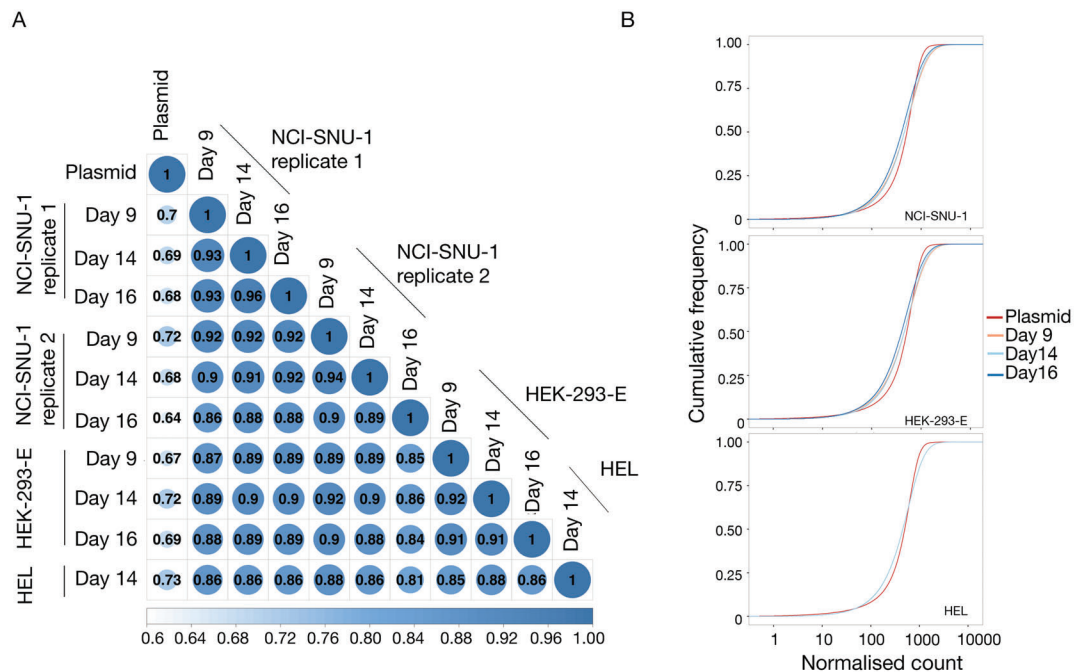 A
Plasmid
Day 9
Day 14
Day 16
NCI-SNU-1
replicate 1
Day 9
Day 14
Day 16
NCI-SNU-1
replicate 2
Day 9
Day 14
Day 16
HEK-293-E
Day 14
HEL
NCI-SNU-1
replicate 1
NCI-SNU-1
replicate 2
HEK-293-E
HEL
Plasmid 1
Day 9 0.7 1
Day 14 0.69 0.93 1
Day 16 0.68 0.93 0.96 1
Day 9 0.72 0.92 0.92 0.92 1
Day 14 0.68 0.9 0.91 0.92 0.94 1
Day 16 0.64 0.86 0.88 0.88 0.9 0.89 1
Day 9 0.67 0.87 0.89 0.89 0.89 0.89 0.85 1
Day 14 0.72 0.89 0.9 0.9 0.92 0.9 0.86 0.92 1
Day 16 0.69 0.88 0.89 0.89 0.9 0.88 0.84 0.91 0.91 1
Day 14 0.73 0.86 0.86 0.86 0.88 0.86 0.81 0.85 0.88 0.86 1
0.6 0.64 0.68 0.72 0.76 0.8 0.84 0.88 0.92 0.96 1.00
B
Cumulative frequency
1.00
0.75
0.50
0.25
0
NCI-SNU-1
1.00
0.75
0.50
0.25
0
HEK-293-E
1.00
0.75
0.50
0.25
0
HEL
1 10 100 1000 10000
Normalised count
Plasmid
Day 9
Day14
Day16